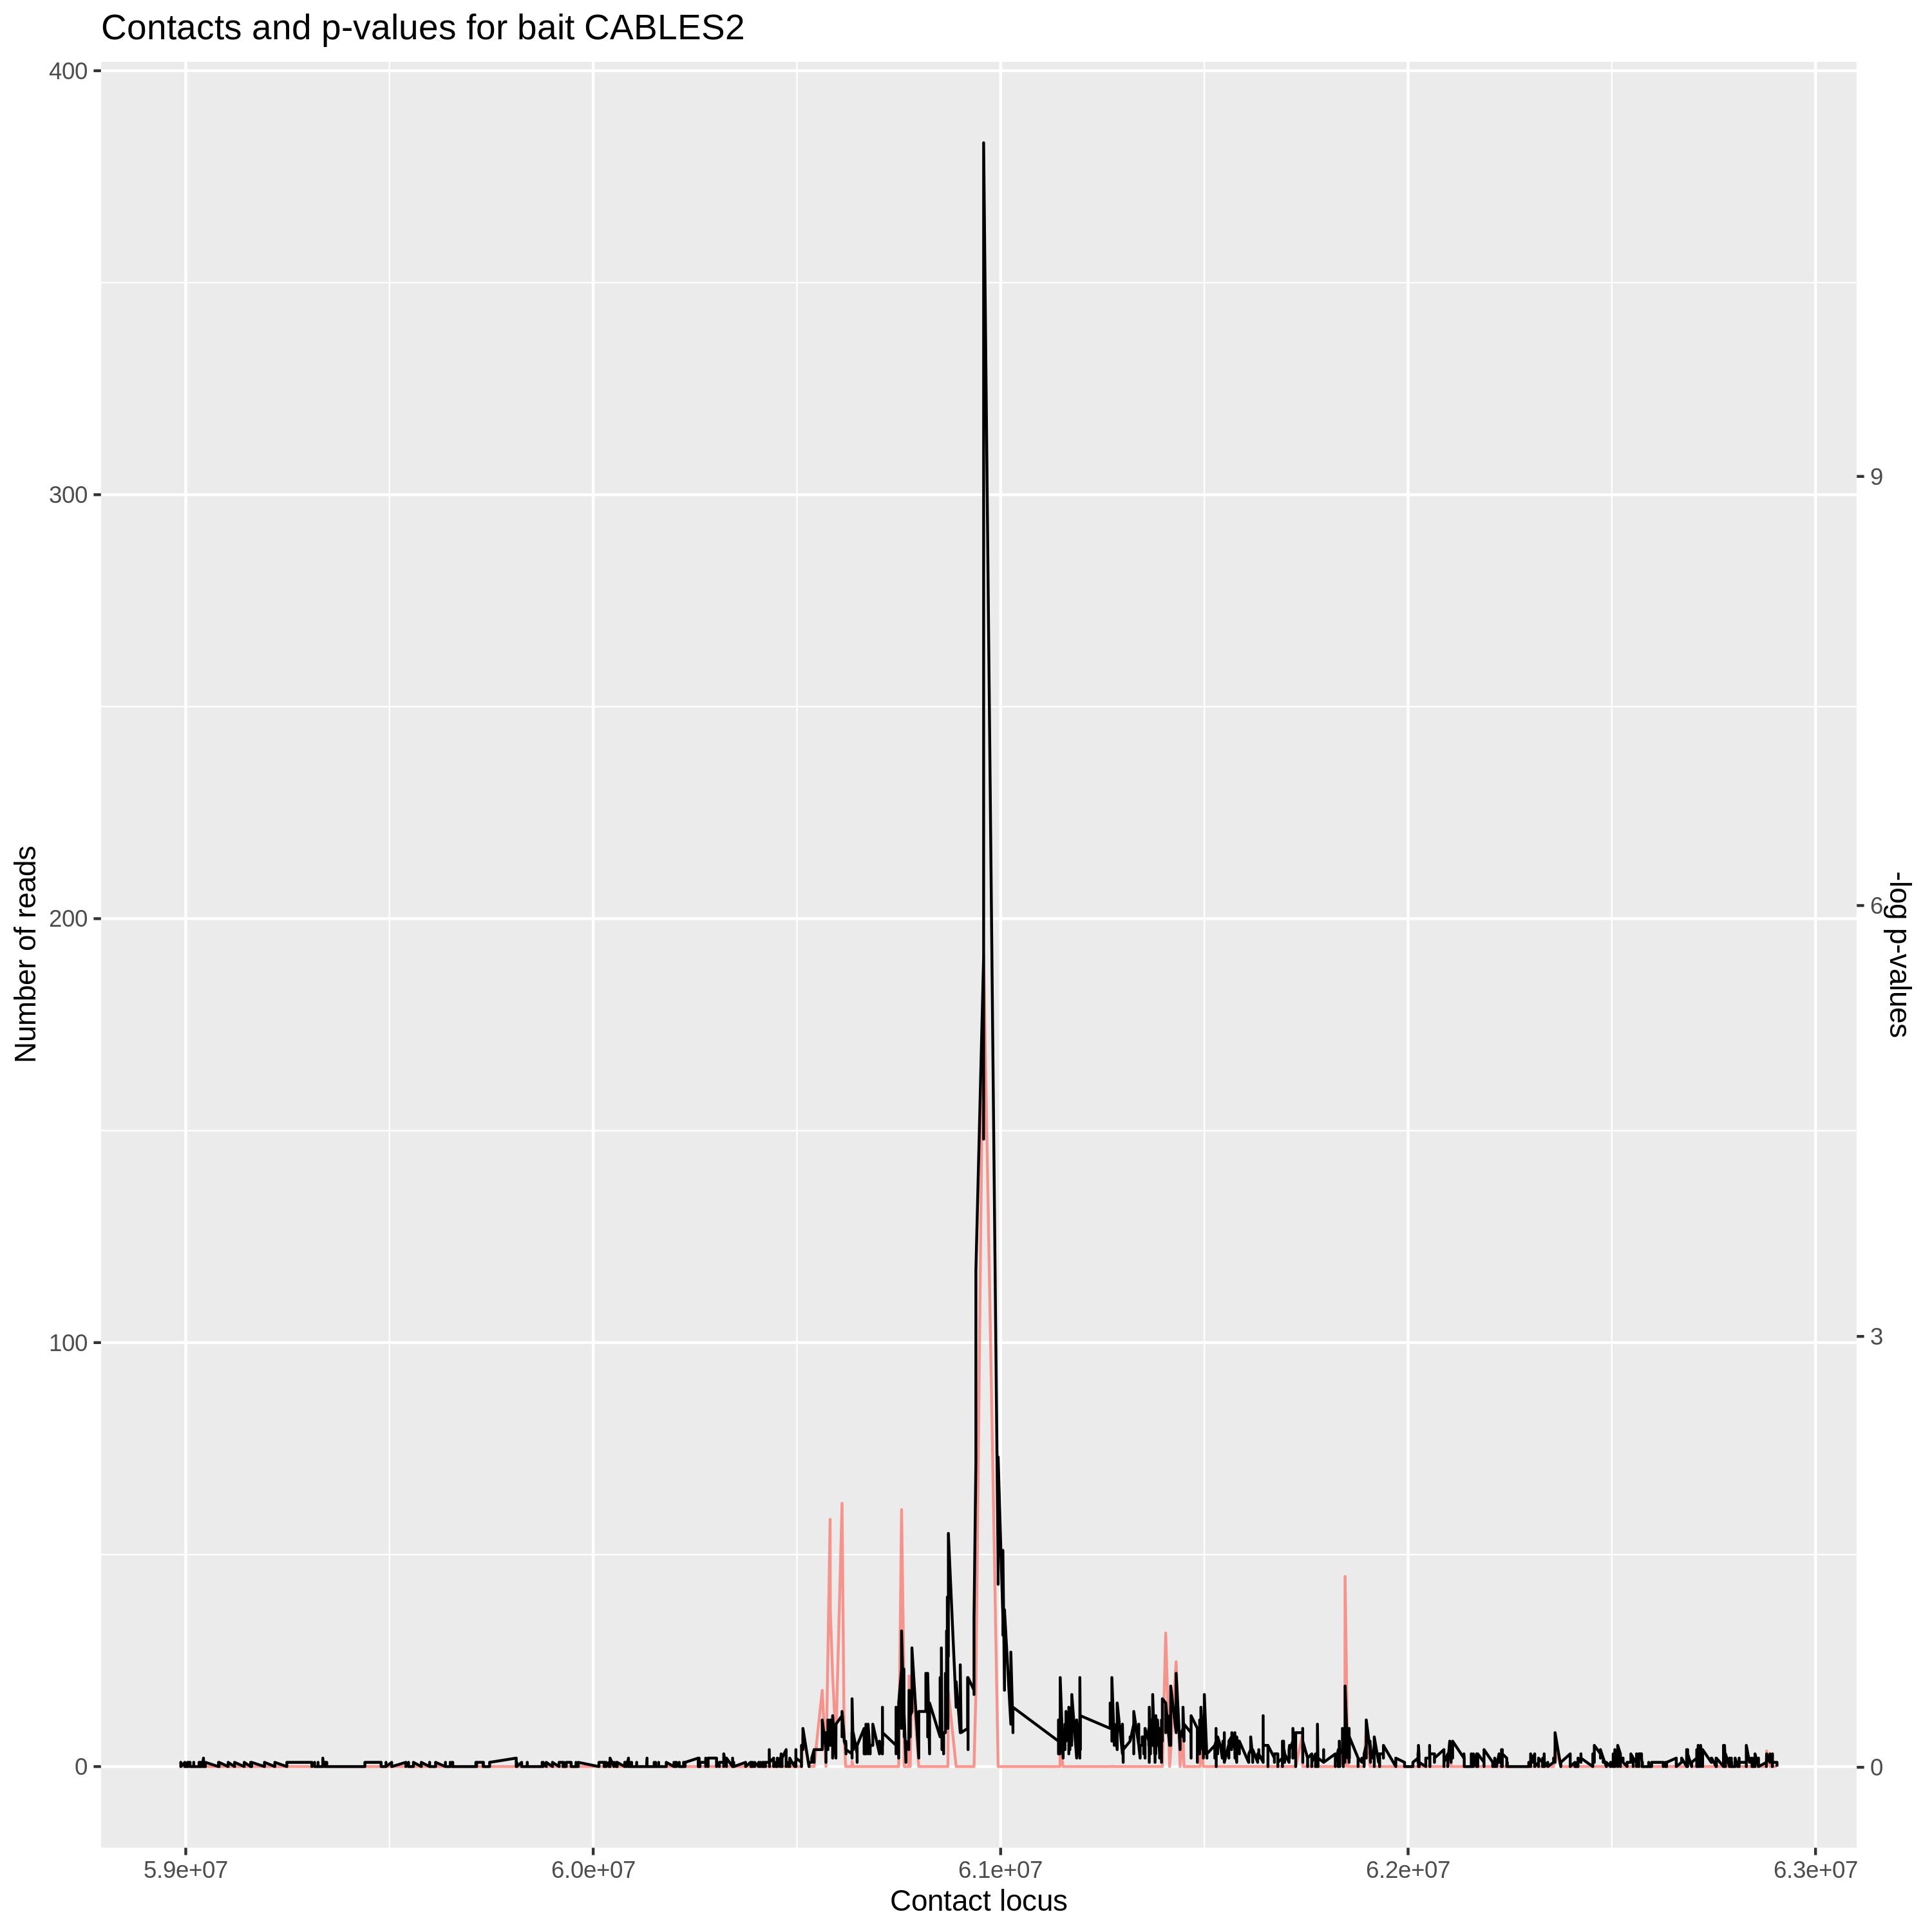 Contacts and p-values for bait CABLES2
400
300
200
100
0
Number of reads
9
6
3
0
-log p-values
5.9e+07
6.0e+07
6.1e+07
6.2e+07
6.3e+07
Contact locus